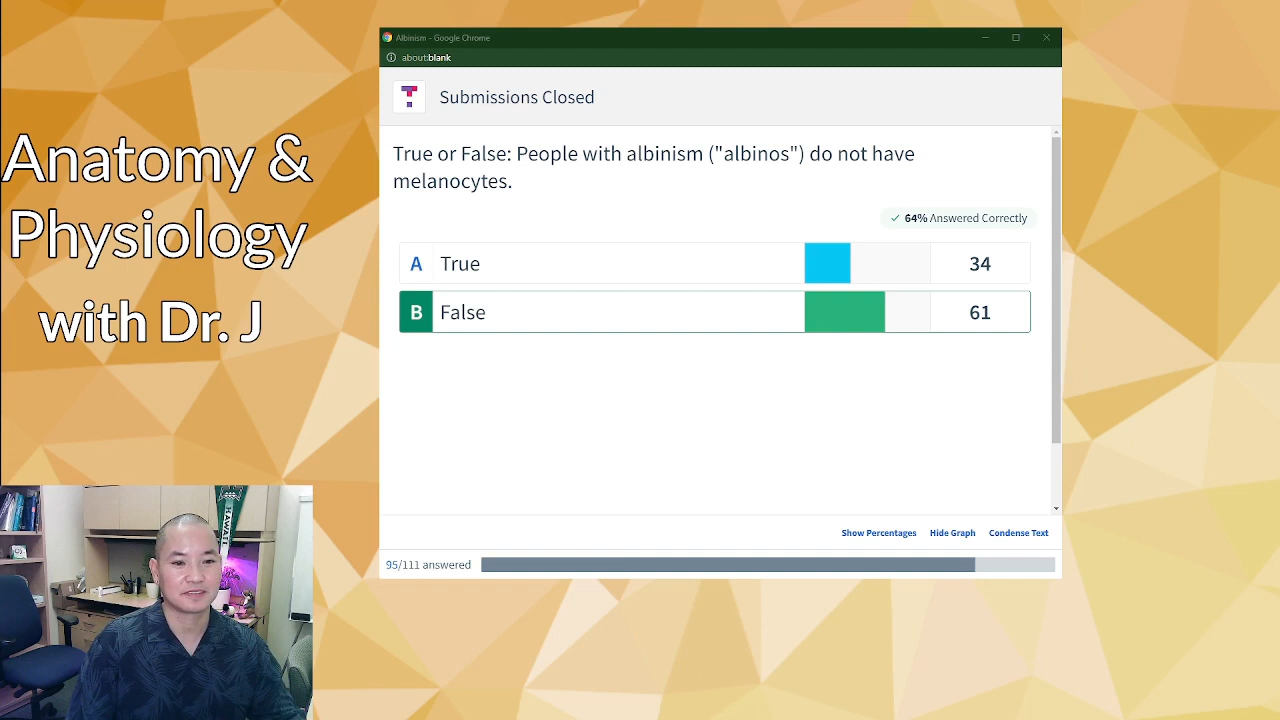 Anatomy &
Physiology
with Dr. J
Albinism - Google Chrome
about:blank
Submissions Closed
True or False: People with albinism ("albinos") do not have
melanocytes.
64% Answered Correctly
A True 34
B False 61
Show Percentages Hide Graph Condense Text
95/111 answered
HAWAII